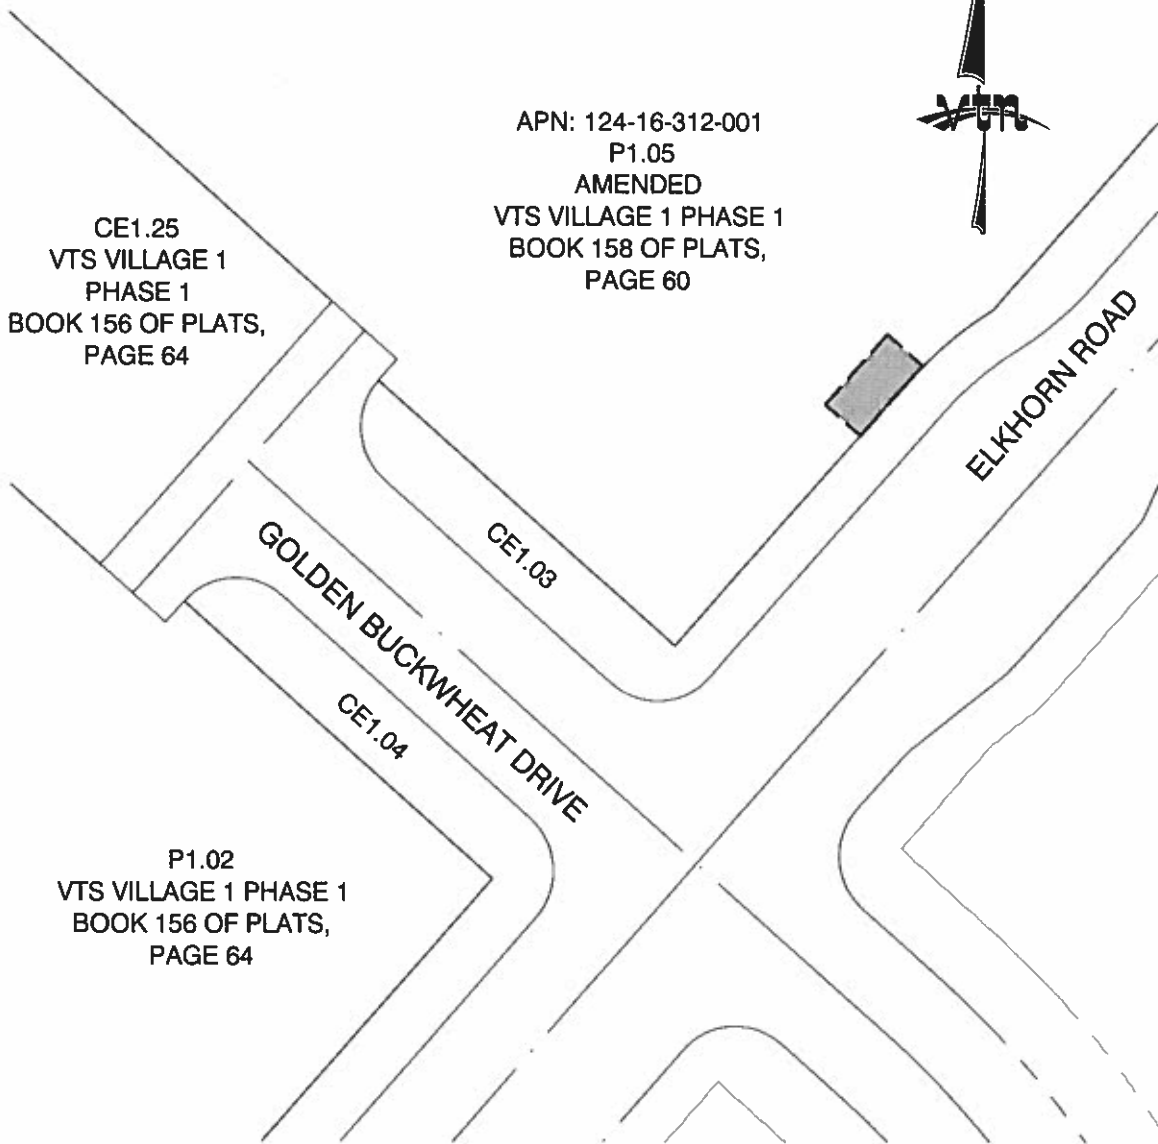 VTN
APN: 124-16-312-001
P1.05
AMENDED
VTS VILLAGE 1 PHASE 1
BOOK 158 OF PLATS,
PAGE 60
CE1.25
VTS VILLAGE 1
PHASE 1
BOOK 156 OF PLATS,
PAGE 64
ELKHORN ROAD
CE1.03
GOLDEN BUCKWHEAT DRIVE
CE1.04
P1.02
VTS VILLAGE 1 PHASE 1
BOOK 156 OF PLATS,
PAGE 64